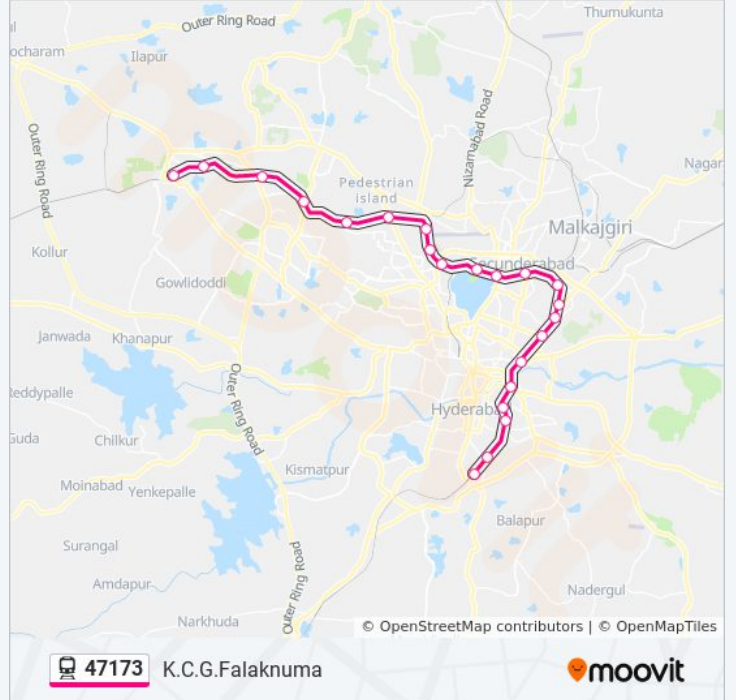 Outer Ring Road
Thumukunta
ocharam
Ilapur
Nizamabad Road
Outer Ring Road
Nagar
Pedestrian
island
Malkajgiri
Kollur
Secunderabad
Gowlidoddi
Janwada
Khanapur
Outer Ring Road
Reddypalle
Hyderabad
Guda
Chilkur
Kismatpur
Moinabad
Yenkepalle
Balapur
Surangal
Outer Ring Road
Amdapur
Nadergul
Narkhuda
© OpenStreetMap contributors | © OpenMapTiles
47173 K.C.G.Falaknuma
moovit